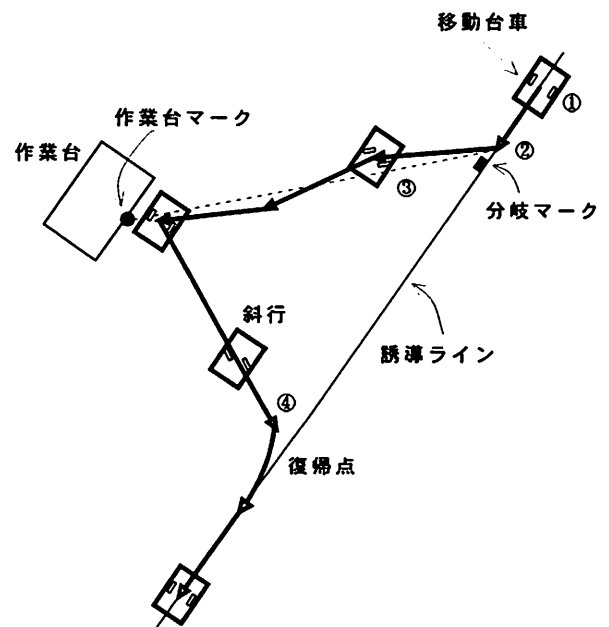 移動台車
①
作業台マーク
作業台
②
③
分岐マーク
斜行
誘導ライン
④
復帰点